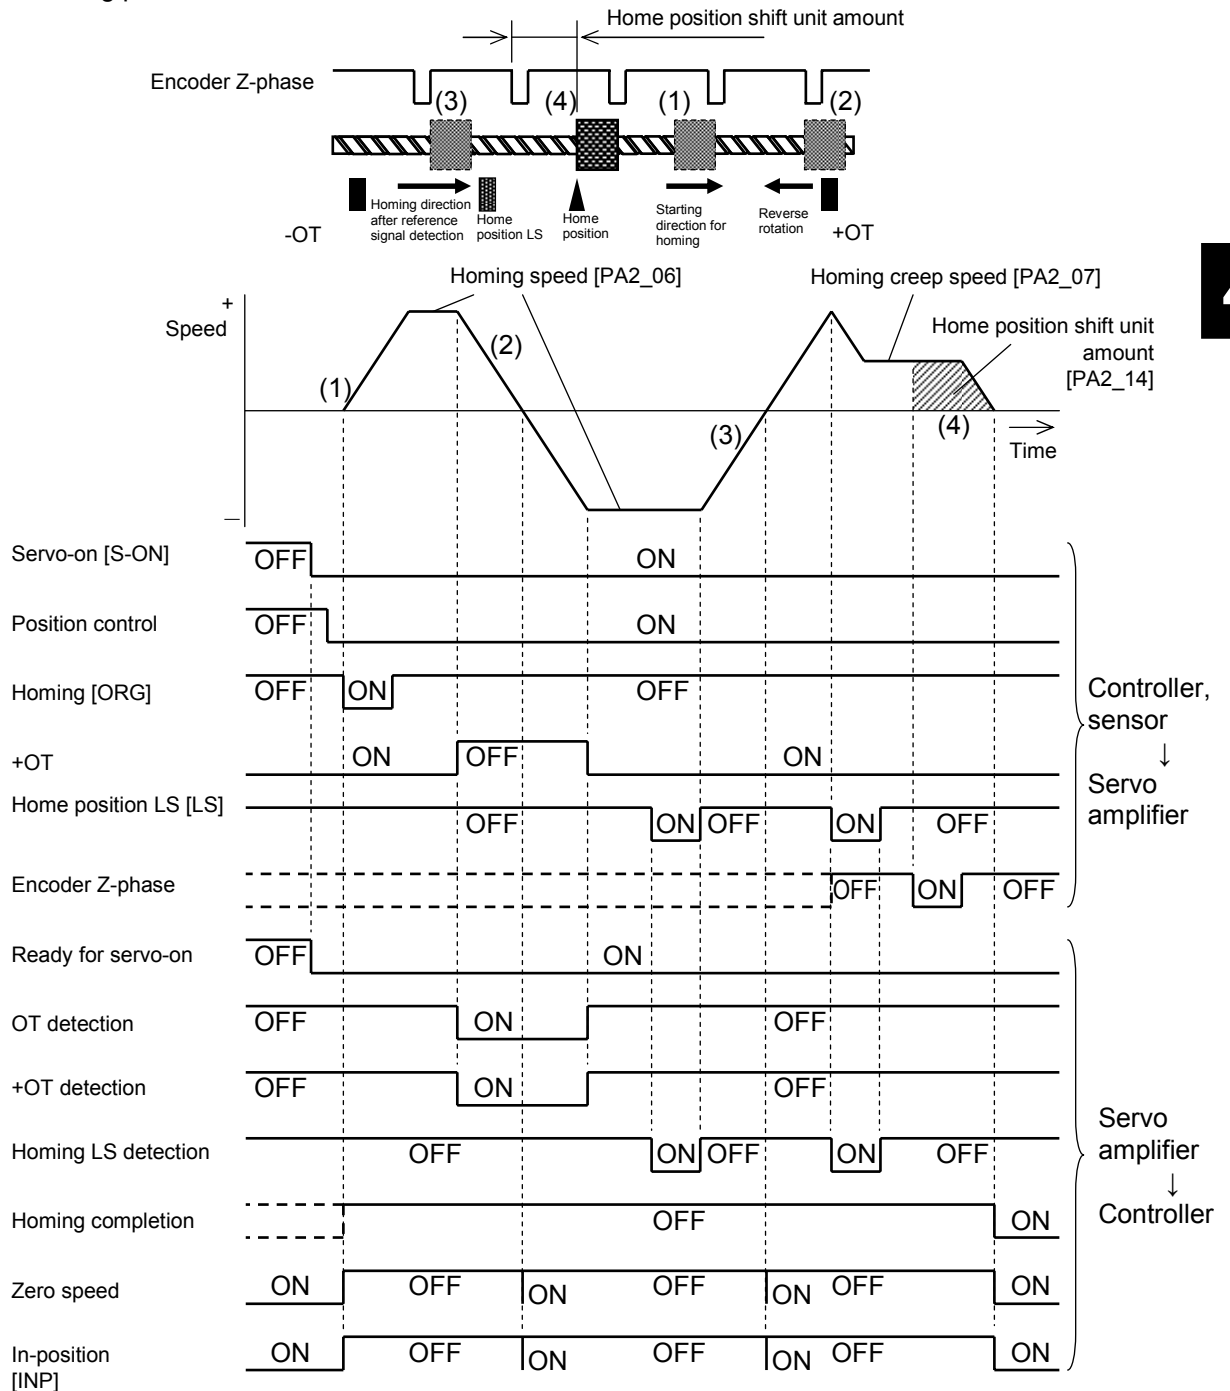 Home position shift unit amount
Encoder Z-phase
(3) (4) (1) (2)
-OT
Homing direction
after reference
signal detection
Home
position LS
Home
position
Starting
direction for
homing
Reverse
rotation
+OT
Homing speed [PA2_06]
Homing creep speed [PA2_07]
+
Speed
Home position shift unit
amount
[PA2_14]
(1)
(2)
(3)
(4)
Time
—
Servo-on [S-ON] OFF ON
Position control OFF ON
Homing [ORG] OFF ON OFF
+OT ON OFF ON
Home position LS [LS] OFF ON OFF ON OFF
Encoder Z-phase OFF ON OFF
Controller,
sensor
↓
Servo
amplifier
Ready for servo-on OFF ON
OT detection OFF ON OFF
+OT detection OFF ON OFF
Homing LS detection OFF ON OFF ON OFF
Homing completion OFF ON
Zero speed ON OFF ON OFF ON OFF ON
In-position
[INP]
ON OFF ON OFF ON OFF ON
Servo
amplifier
↓
Controller